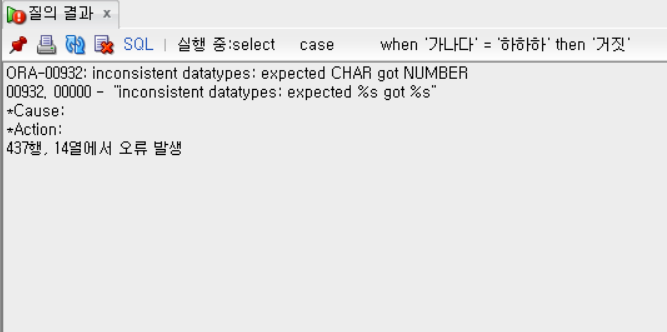 질의 결과 x
SQL | 실행 중:select case when '가나다' = '하하하' then '거짓'
ORA-00932: inconsistent datatypes: expected CHAR got NUMBER
00932, 00000 - "inconsistent datatypes: expected %s got %s"
*Cause:
*Action:
437행, 14열에서 오류 발생